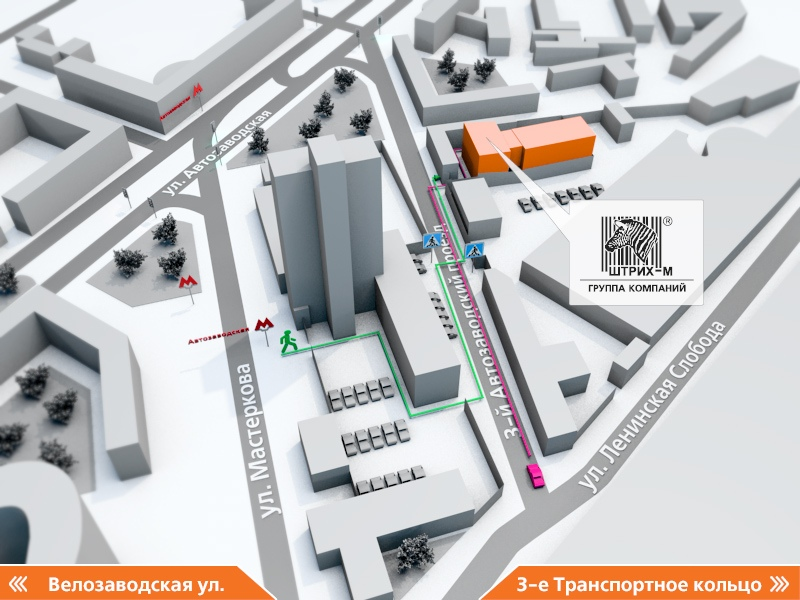 Автозаводская
ул. Автозаводская
®
ШТРИХ-М
ГРУППА КОМПАНИЙ
3-й Автозаводский проезд
Автозаводская
ул. Мастеркова
ул. Ленинская Слобода
Велозаводская ул.
3-е Транспортное кольцо